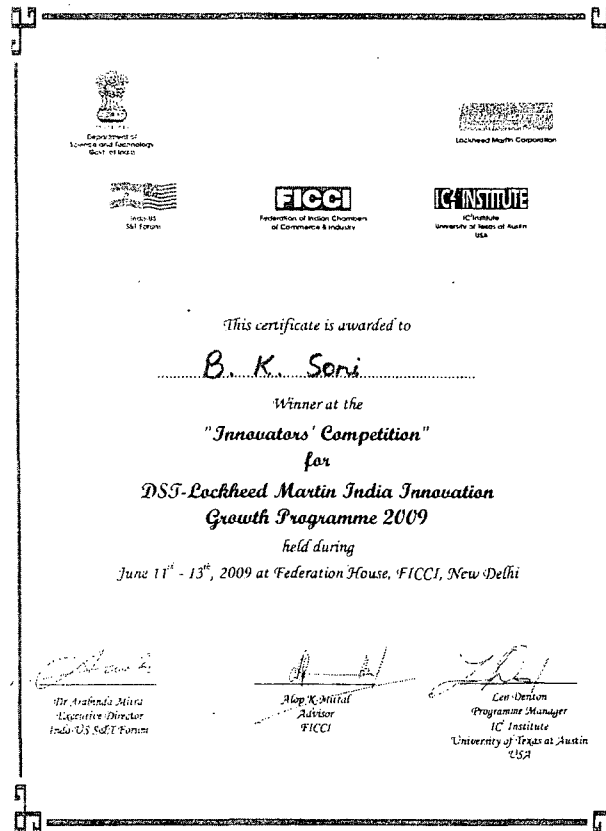 Department of
Science and Technology
Govt. of India
Lockheed Martin Corporation
Indo-US
S&T Forum
FICCI
Federation of Indian Chambers
of Commerce & Industry
IC² INSTITUTE
IC² Institute
University of Texas at Austin
USA
This certificate is awarded to
B. K. Soni
Winner at the
"Innovators' Competition"
for
DST-Lockheed Martin India Innovation
Growth Programme 2009
held during
June 11st - 13th, 2009 at Federation House, FICCI, New Delhi
Dr Arabinda Mitra
Executive Director
Indo-US S&T Forum
Alop K Mittal
Advisor
FICCI
Len Denton
Programme Manager
IC² Institute
University of Texas at Austin
USA